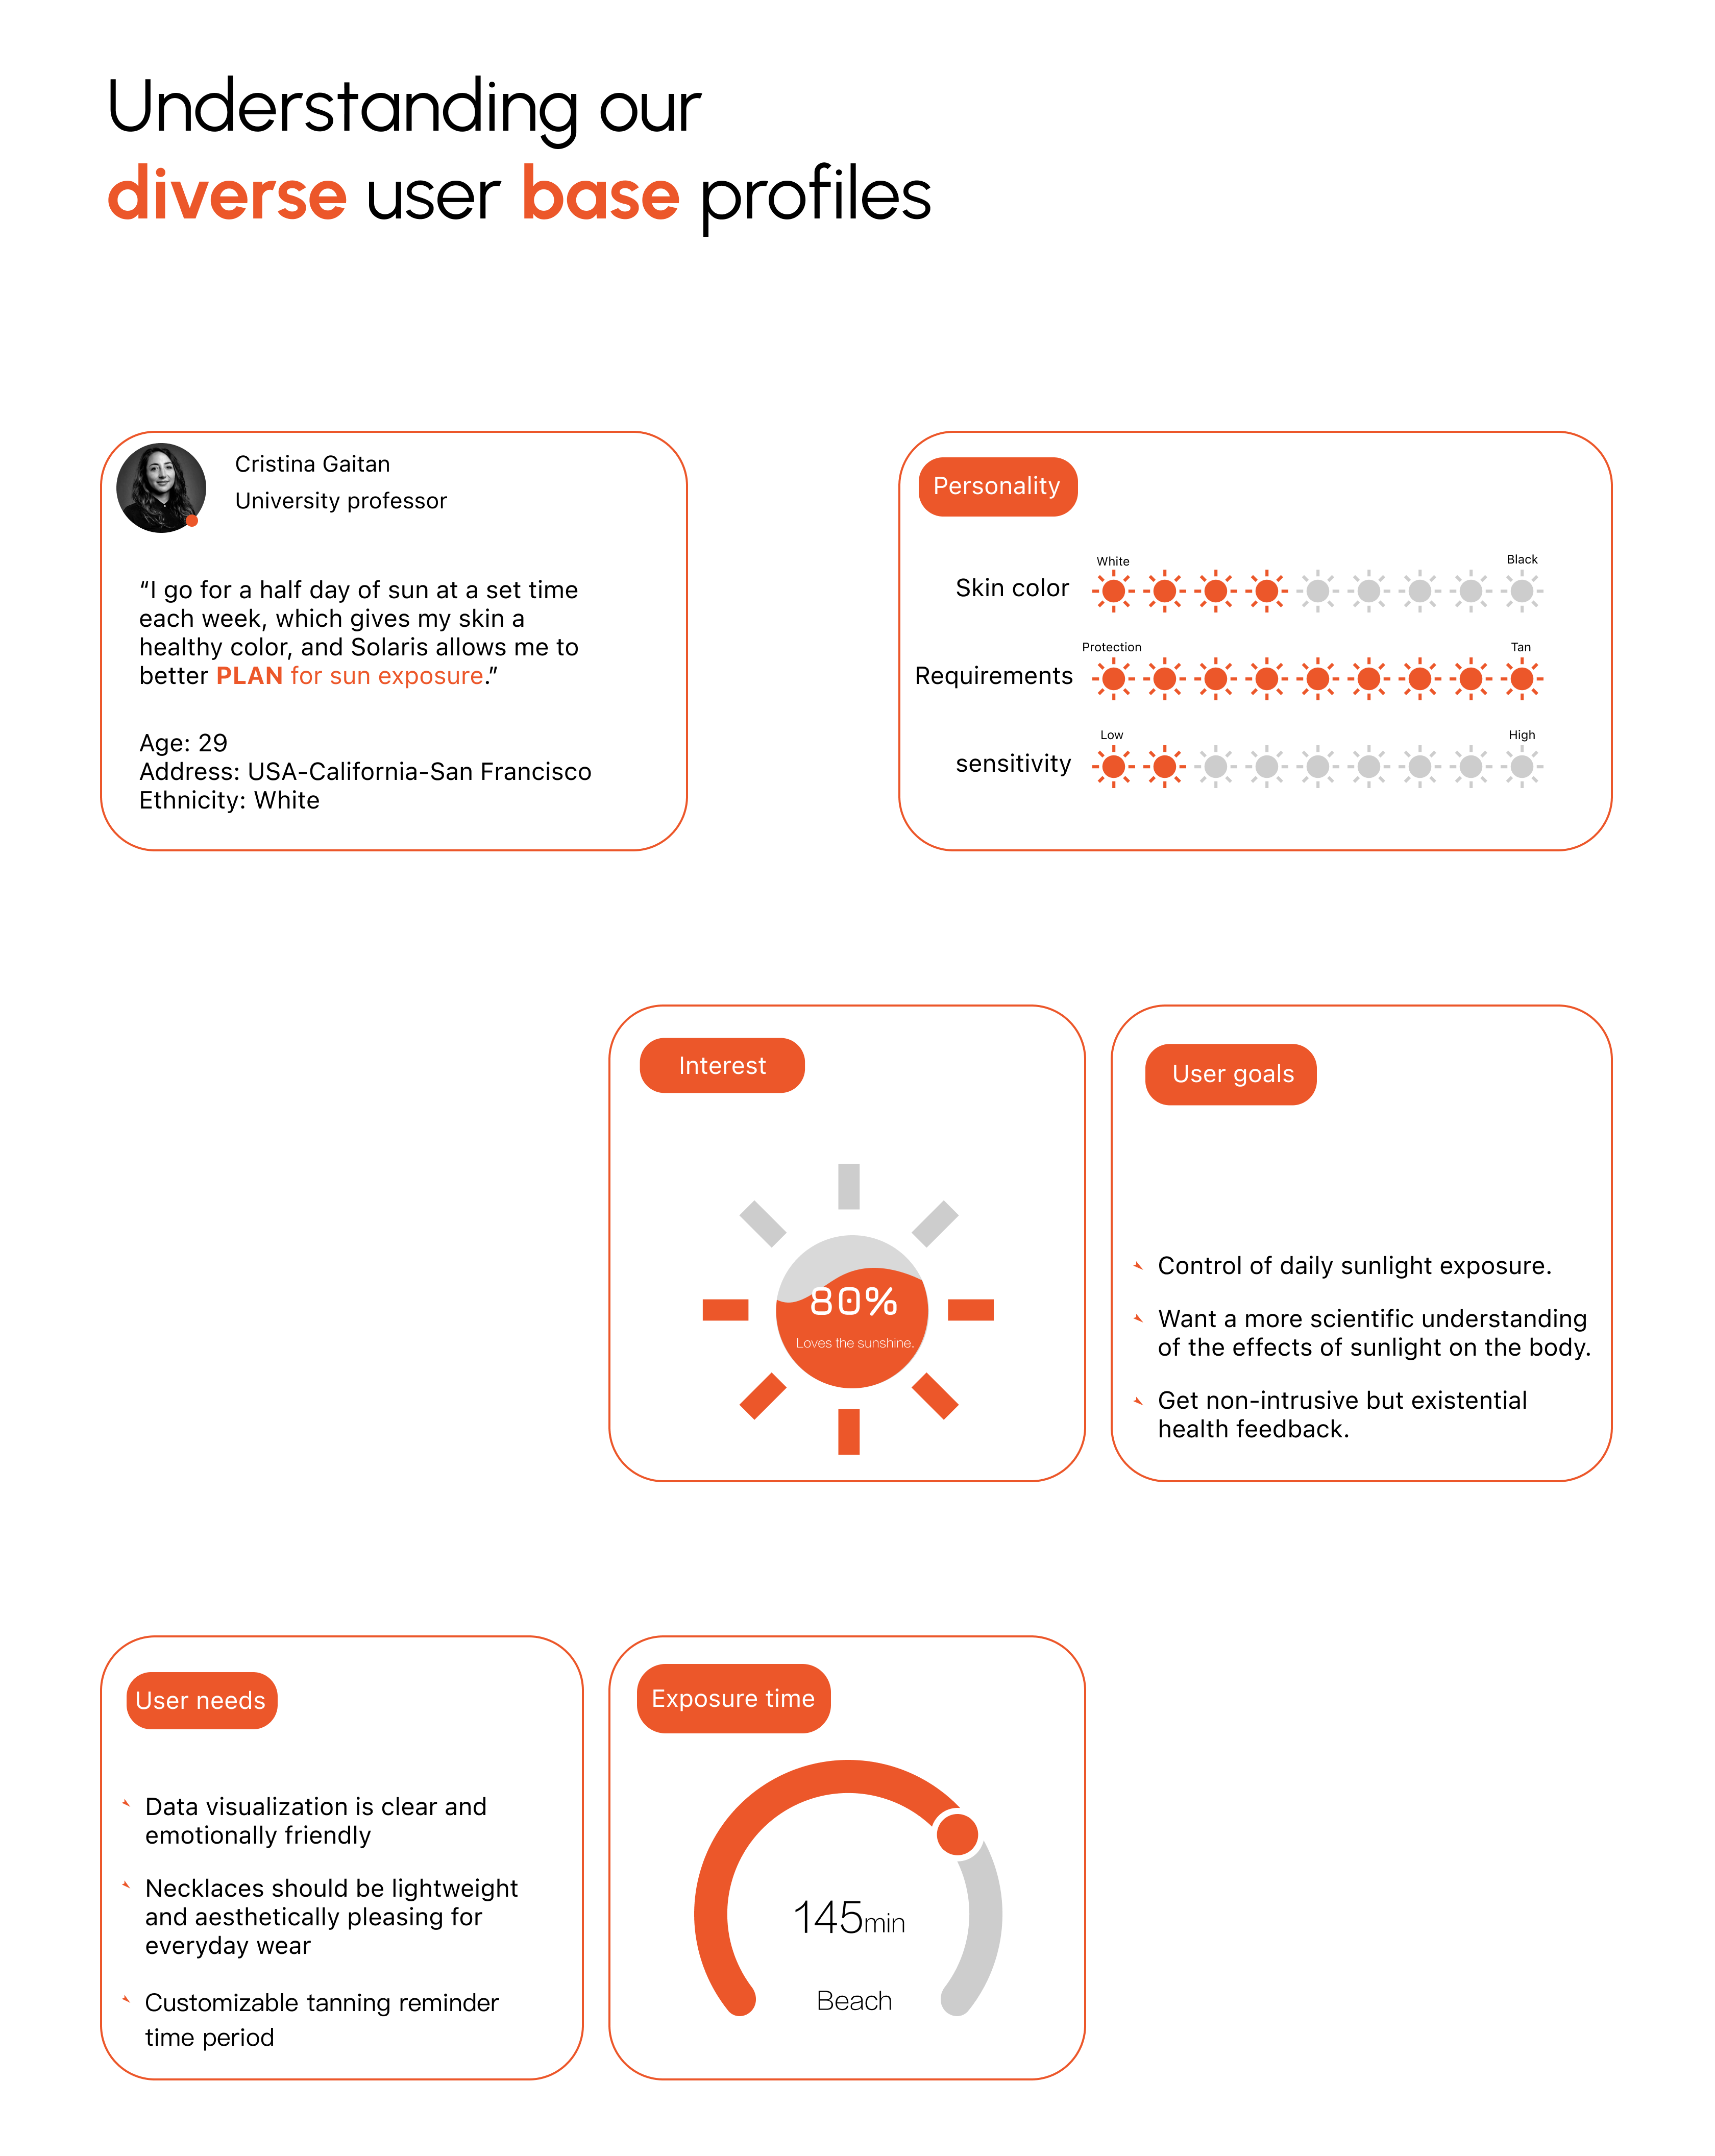 Understanding our
diverse user base profiles
Cristina Gaitan
University professor
“I go for a half day of sun at a set time
each week, which gives my skin a
healthy color, and Solaris allows me to
better PLAN for sun exposure.”
Age: 29
Address: USA-California-San Francisco
Ethnicity: White
Personality
White
Black
Skin color
Protection
Tan
Requirements
Low
High
sensitivity
Interest
80%
Loves the sunshine.
User goals
Control of daily sunlight exposure.
Want a more scientific understanding
of the effects of sunlight on the body.
Get non-intrusive but existential
health feedback.
User needs
Data visualization is clear and
emotionally friendly
Necklaces should be lightweight
and aesthetically pleasing for
everyday wear
Customizable tanning reminder
time period
Exposure time
145min
Beach